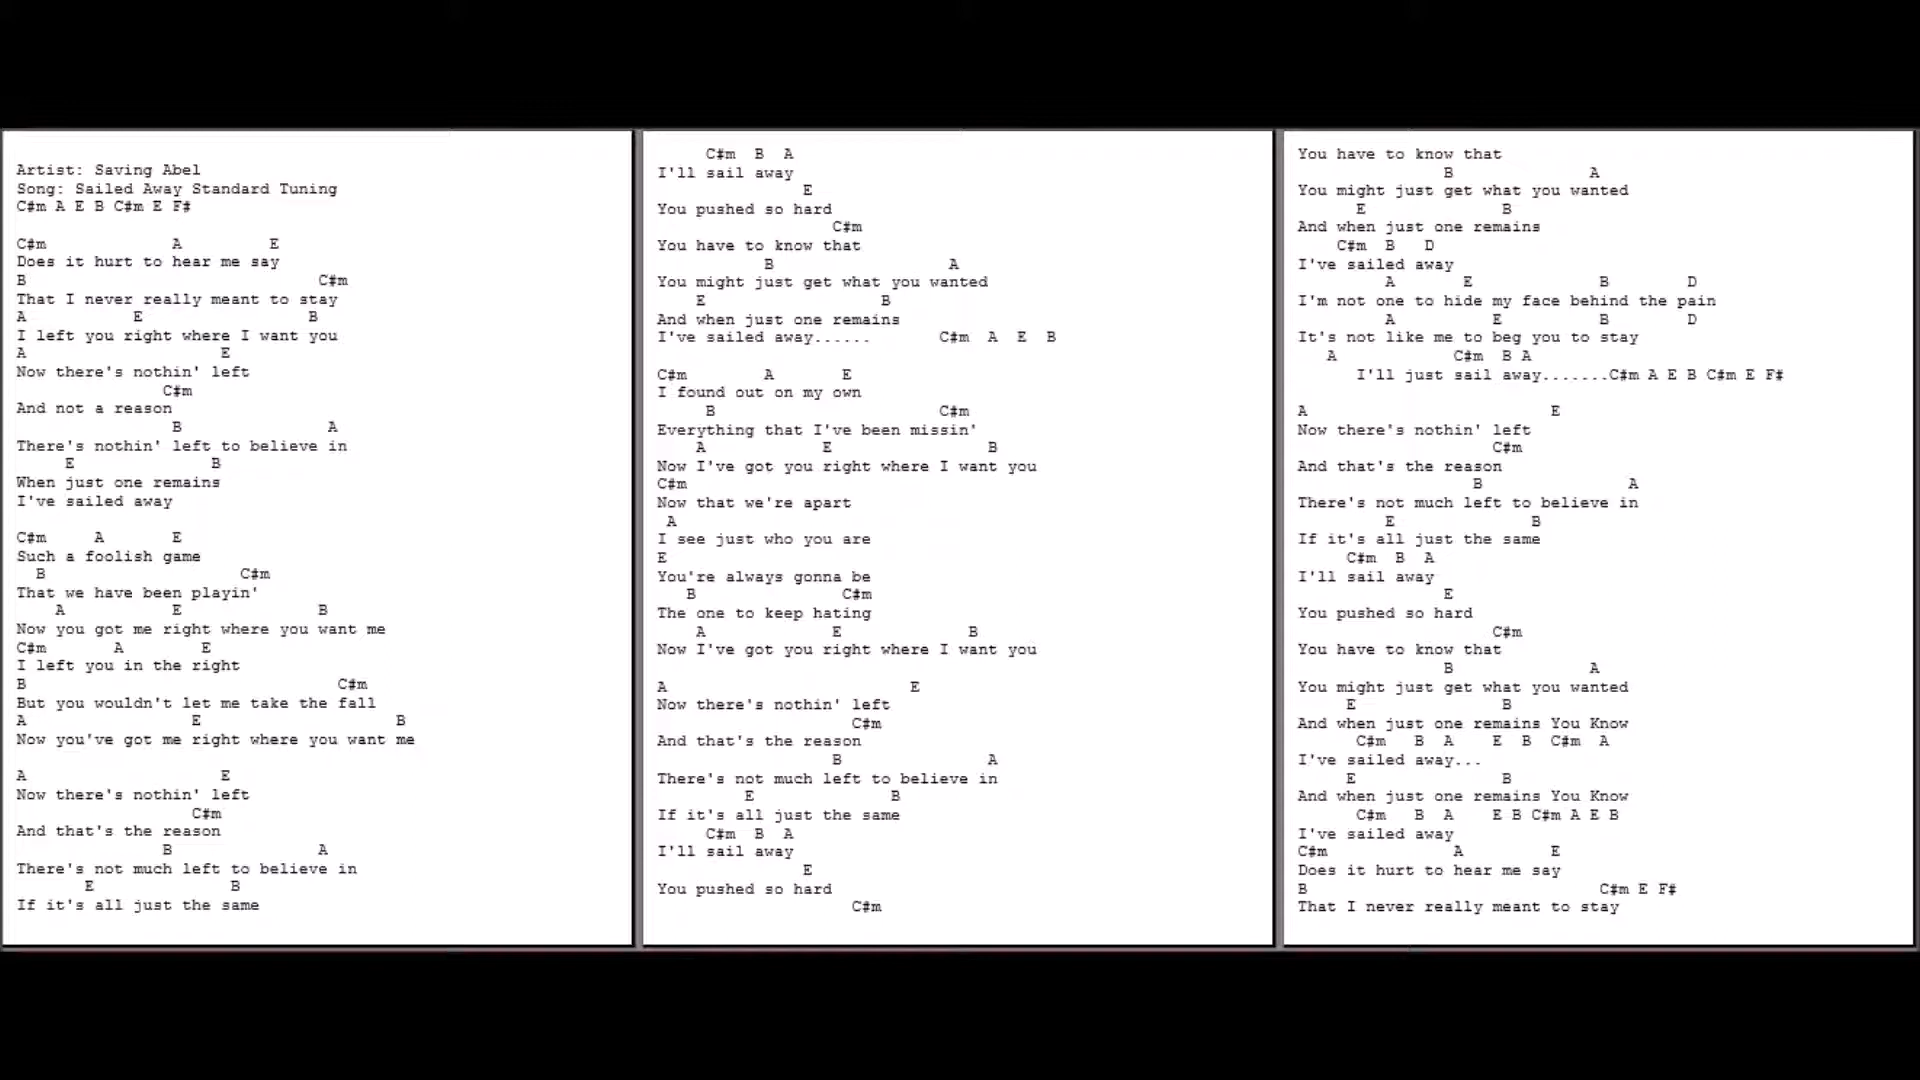 Artist: Saving Abel
Song: Sailed Away Standard Tuning
C#m A E B C#m E F#
C#m A E
Does it hurt to hear me say
B C#m
That I never really meant to stay
A E B
I left you right where I want you
A E
Now there's nothin' left
C#m
And not a reason
B A
There's nothin' left to believe in
E B
When just one remains
I've sailed away
C#m A E
Such a foolish game
B C#m
That we have been playin'
A E B
Now you got me right where you want me
C#m A E
I left you in the right
B C#m
But you wouldn't let me take the fall
A E B
Now you've got me right where you want me
A E
Now there's nothin' left
C#m
And that's the reason
B A
There's not much left to believe in
E B
If it's all just the same
C#m B A
I'll sail away
E
You pushed so hard
C#m
You have to know that
B A
You might just get what you wanted
E B
And when just one remains
I've sailed away...... C#m A E B
C#m A E
I found out on my own
B C#m
Everything that I've been missin'
A E B
Now I've got you right where I want you
C#m
Now that we're apart
A
I see just who you are
E
You're always gonna be
B C#m
The one to keep hating
A E B
Now I've got you right where I want you
A E
Now there's nothin' left
C#m
And that's the reason
B A
There's not much left to believe in
E B
If it's all just the same
C#m B A
I'll sail away
E
You pushed so hard
C#m
You have to know that
B A
You might just get what you wanted
E B
And when just one remains
C#m B D
I've sailed away
A E B D
I'm not one to hide my face behind the pain
A E B D
It's not like me to beg you to stay
A C#m B A
I'll just sail away.......C#m A E B C#m E F#
A E
Now there's nothin' left
C#m
And that's the reason
B A
There's not much left to believe in
E B
If it's all just the same
C#m B A
I'll sail away
E
You pushed so hard
C#m
You have to know that
B A
You might just get what you wanted
E B
And when just one remains You Know
C#m B A E B C#m A
I've sailed away...
E B
And when just one remains You Know
C#m B A E B C#m A E B
I've sailed away
C#m A E
Does it hurt to hear me say
B C#m E F#
That I never really meant to stay